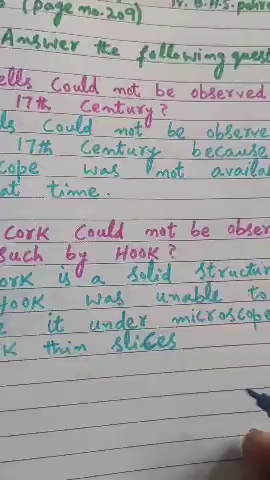 (page no.209) Dr. B.H.S.
Answer the following
ells Could not be observed
17th Century?
ls Could not be observe
17th Century because
cope was not availa
at time.
Cork Could not be obser
such by Hook?
ork is a solid structur
Hook was unable to
e it under microscope
k thin slices